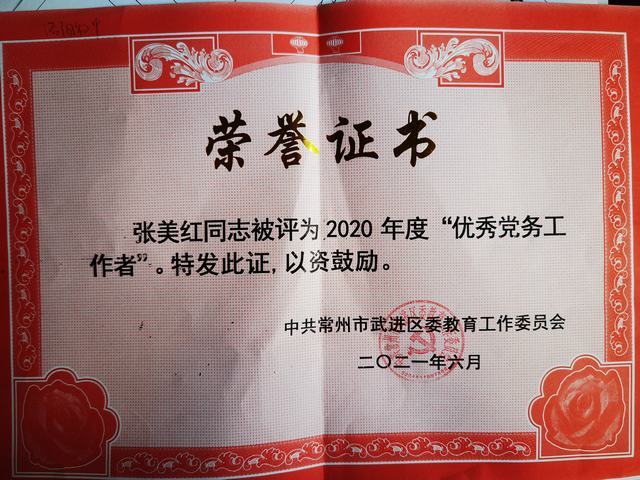 荣誉证书
张美红同志被评为2020年度“优秀党务工
作者”。特发此证,以资鼓励。
中共常州市武进区委教育工作委员会
二〇二一年六月